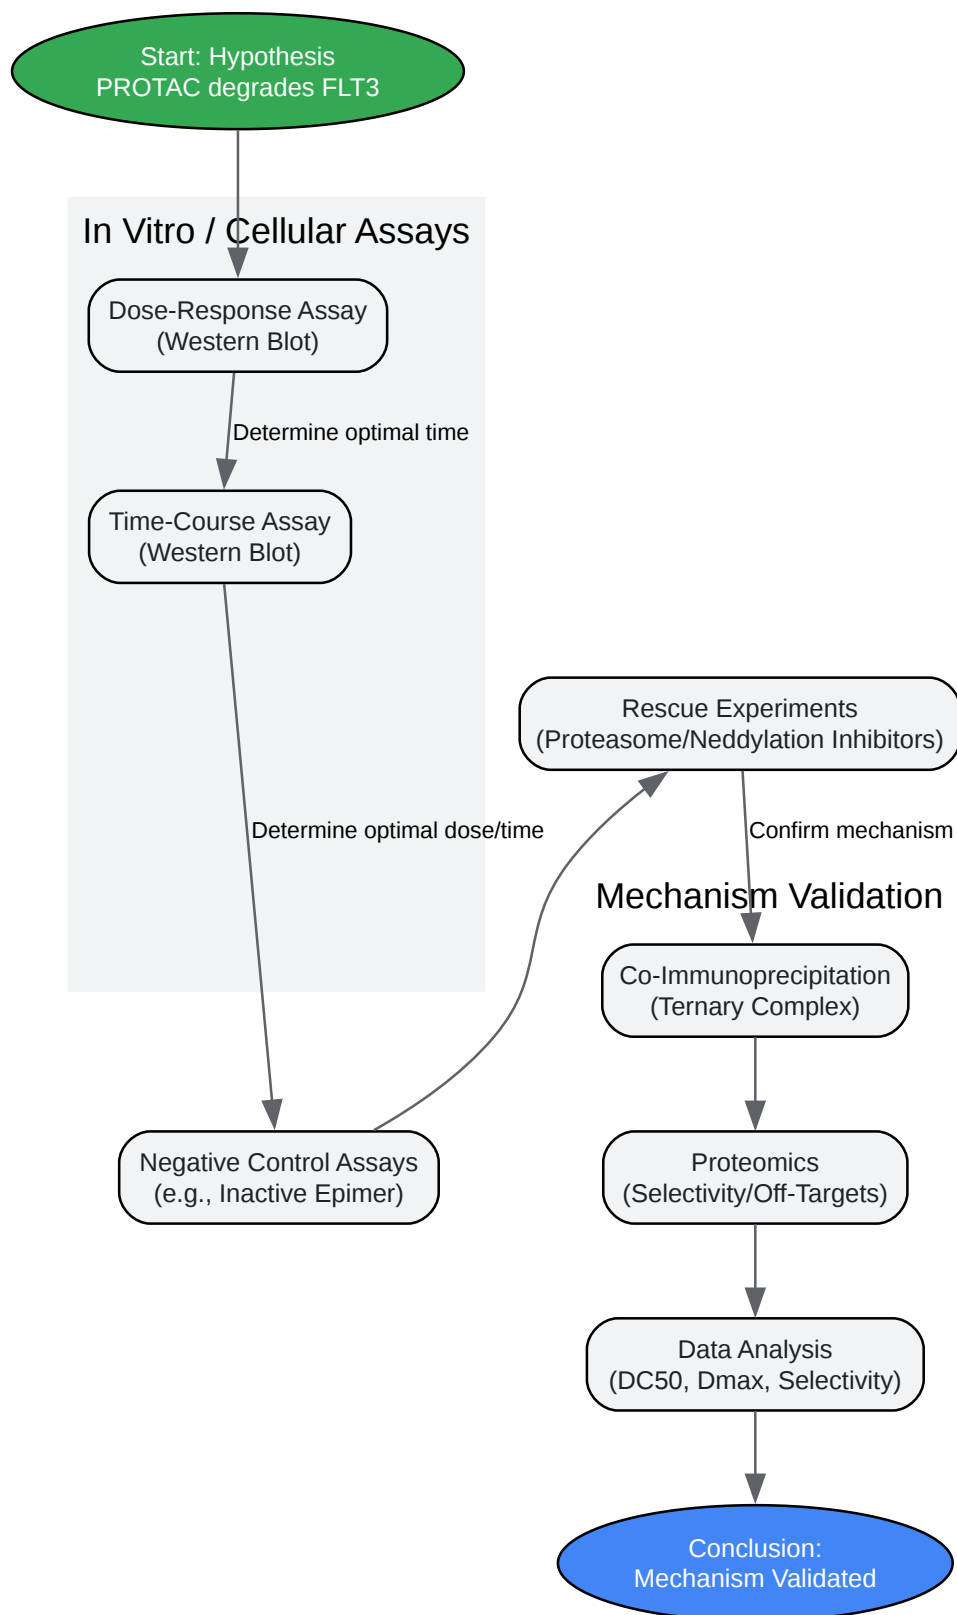 Start: Hypothesis
PROTAC degrades FLT3
In Vitro / Cellular Assays
Dose-Response Assay
(Western Blot)
Determine optimal time
Time-Course Assay
(Western Blot)
Determine optimal dose/time
Negative Control Assays
(e.g., Inactive Epimer)
Rescue Experiments
(Proteasome/Neddylation Inhibitors)
Confirm mechanism
Mechanism Validation
Co-Immunoprecipitation
(Ternary Complex)
Proteomics
(Selectivity/Off-Targets)
Data Analysis
(DC50, Dmax, Selectivity)
Conclusion:
Mechanism Validated